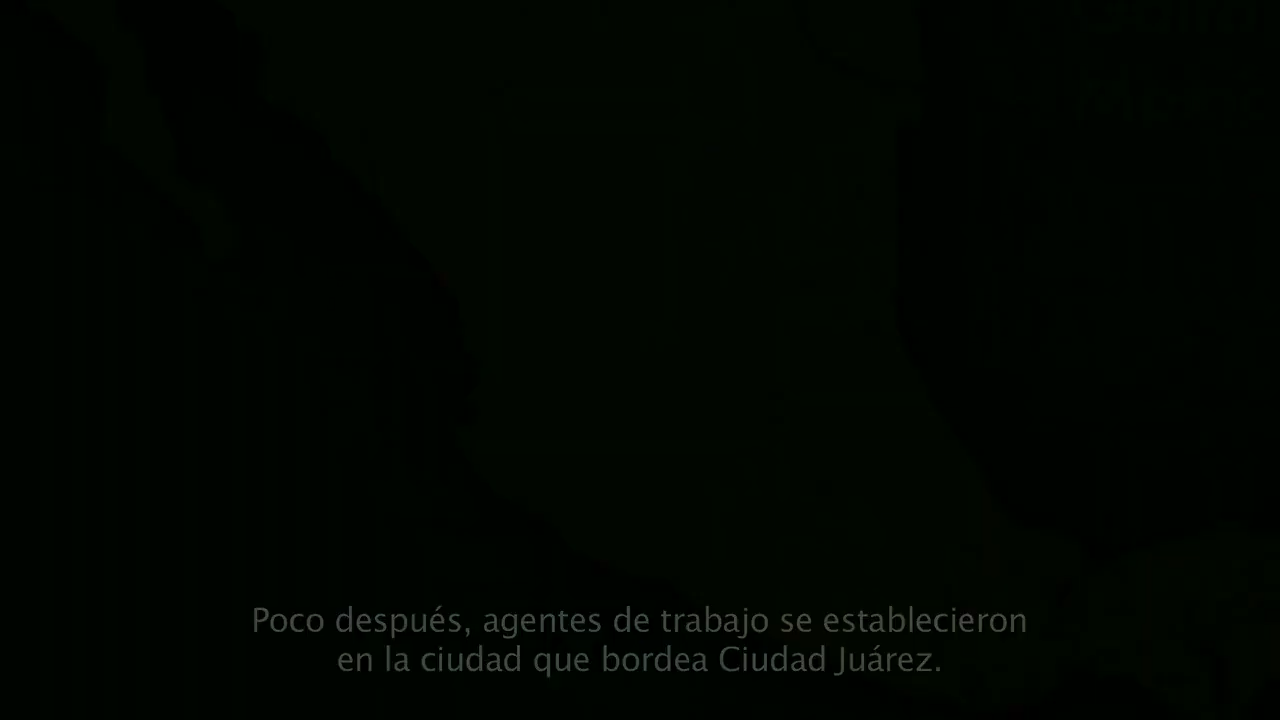 Poco después, agentes de trabajo se establecieron
en la ciudad que bordea Ciudad Juárez.